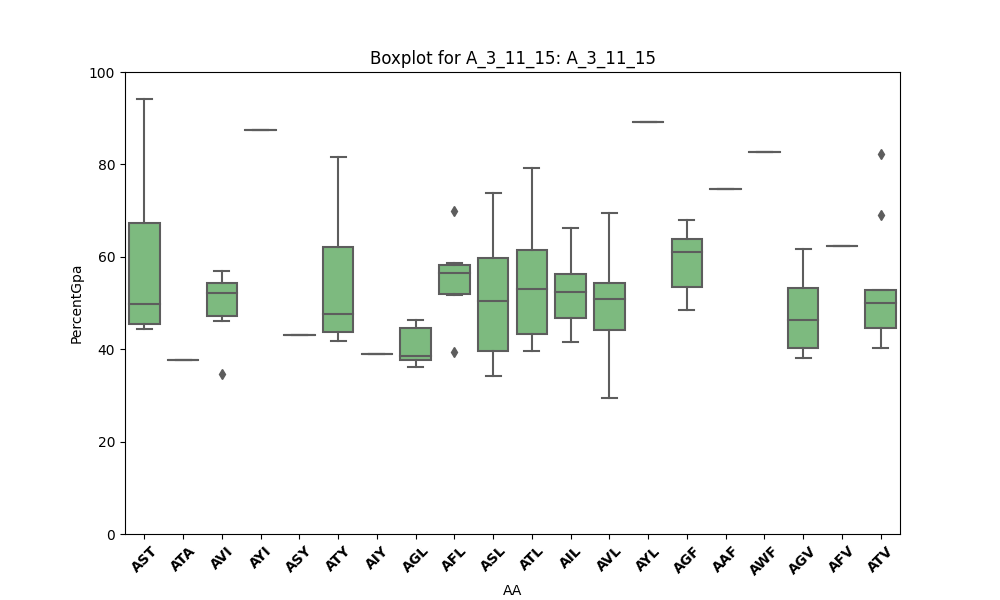 Boxplot for A_3_11_15: A_3_11_15
100
80
60
40
20
0
PercentGpa
AST ATA AVI AYI ASY ATY AIY AGL AFL ASL ATL AIL AVL AYL AGF AAF AWF AGV AFV ATV
AA